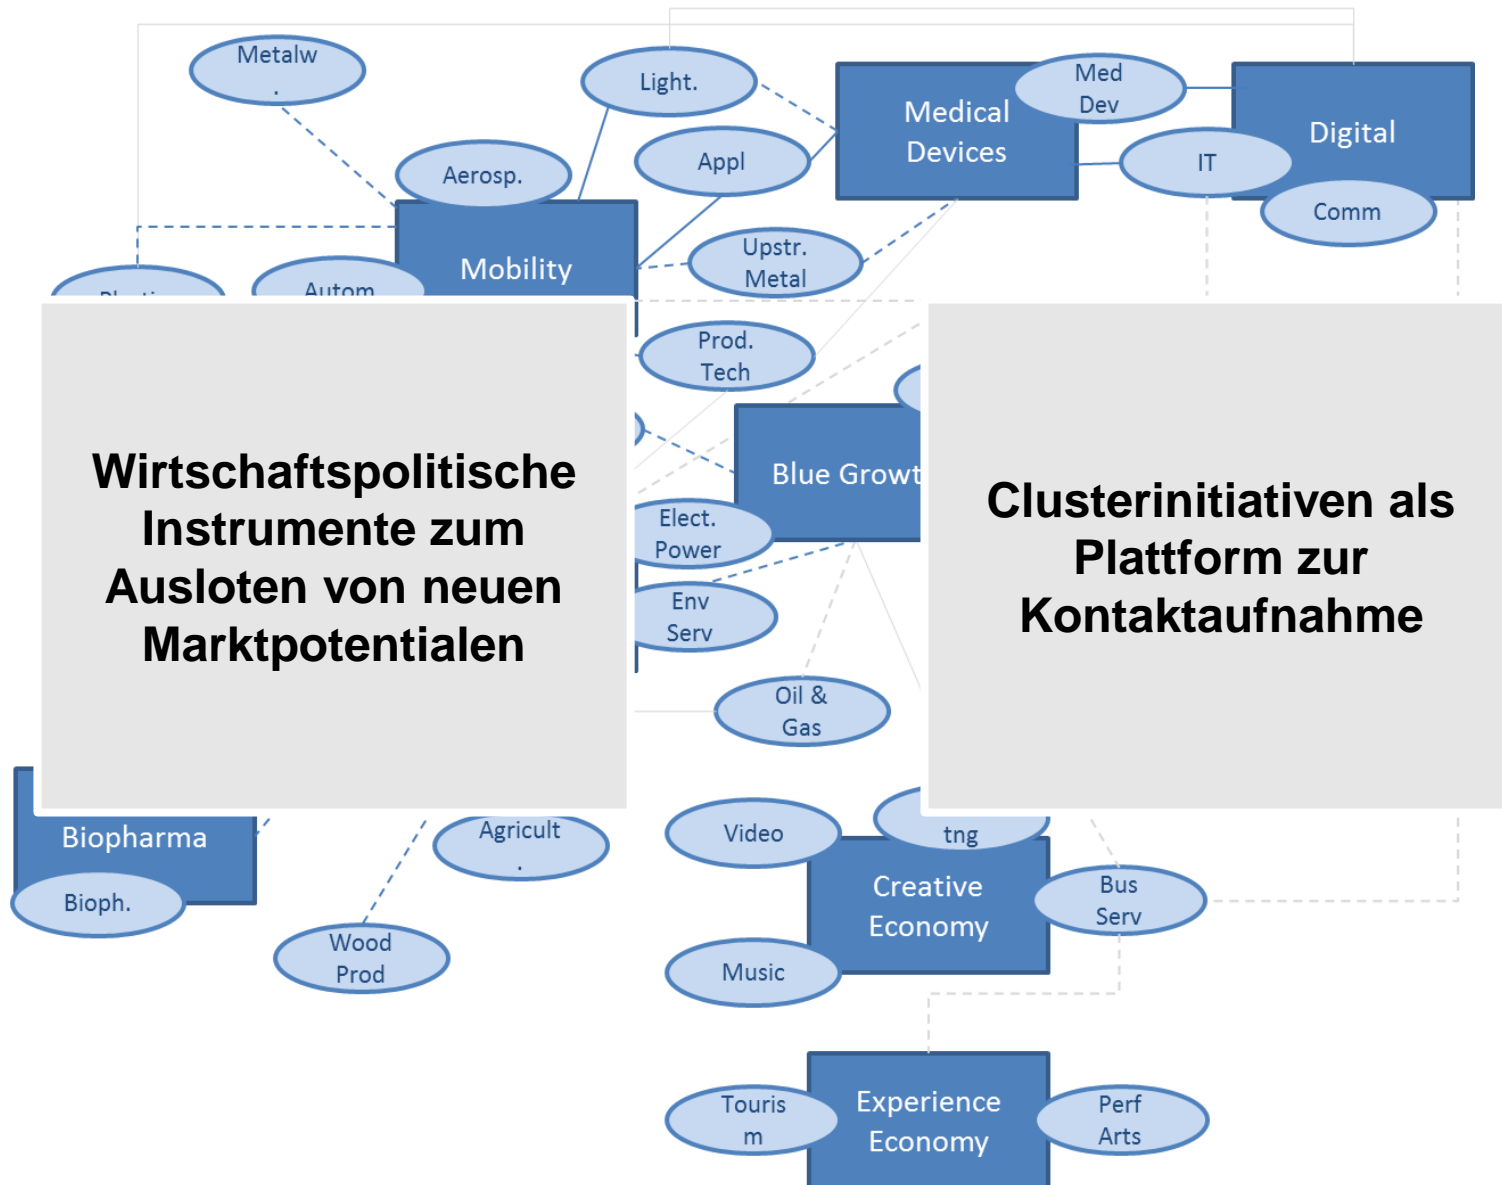 Metalw
.
Light.
Med
Dev
Medical
Devices
Digital
Aerosp.
Appl
IT
Comm
Mobility
Upstr.
Metal
Autom
Prod.
Tech
Wirtschaftspolitische
Instrumente zum
Ausloten von neuen
Marktpotentialen
Blue Growt
Elect.
Power
Env
Serv
Clusterinitiativen als
Plattform zur
Kontaktaufnahme
Oil &
Gas
Biopharma
Bioph.
Agricult
.
Wood
Prod
Video
tng
Creative
Economy
Bus
Serv
Music
Touris
m
Experience
Economy
Perf
Arts